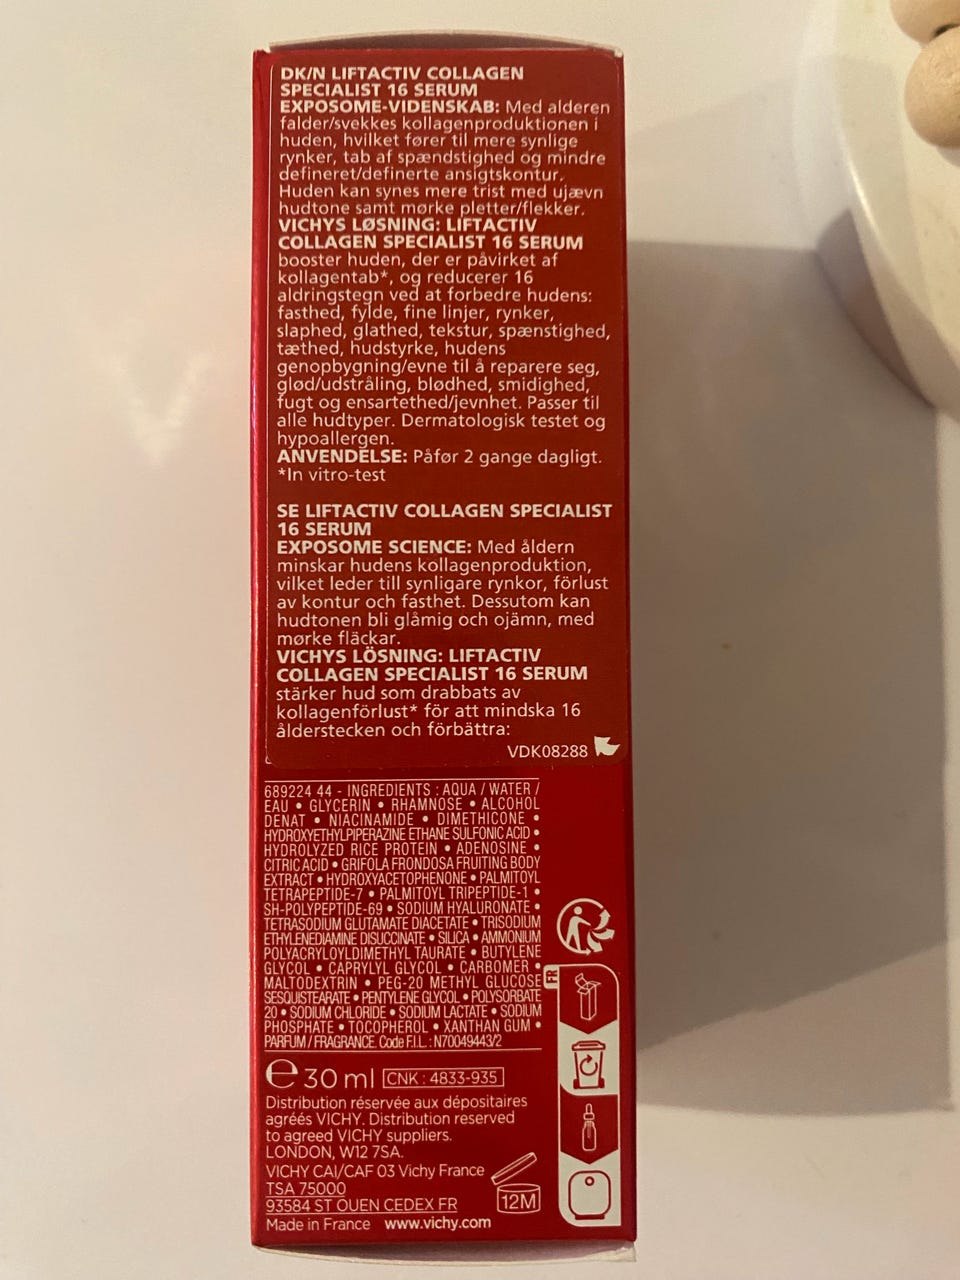 DK/N LIFTACTIV COLLAGEN
SPECIALIST 16 SERUM
EXPOSOME-VIDENSKAB: Med alderen
falder/svekkes kollagenproduktionen i
huden, hvilket fører til mere synlige
rynker, tab af spændstighed og mindre
defineret/definerte ansigtskontur.
Huden kan synes mere trist med ujævn
hudtone samt mørke pletter/flekker.
VICHYS LØSNING: LIFTACTIV
COLLAGEN SPECIALIST 16 SERUM
booster huden, der er påvirket af
kollagentab*, og reducerer 16
aldringstegn ved at forbedre hudens:
fasthed, fylde, fine linjer, rynker,
slaphed, glathed, tekstur, spænstighed,
tæthed, hudstyrke, hudens
genopbygning/evne til å reparere seg,
glød/udstråling, blødhed, smidighed,
fugt og ensartethed/jevnhet. Passer til
alle hudtyper. Dermatologisk testet og
hypoallergen.
ANVENDELSE: Påfør 2 gange dagligt.
*In vitro-test
SE LIFTACTIV COLLAGEN SPECIALIST
16 SERUM
EXPOSOME SCIENCE: Med åldern
minskar hudens kollagenproduktion,
vilket leder till synligare rynkor, förlust
av kontur och fasthet. Dessutom kan
hudtonen bli glåmig och ojämn, med
mørke fläckar.
VICHYS LÖSNING: LIFTACTIV
COLLAGEN SPECIALIST 16 SERUM
stärker hud som drabbats av
kollagenförlust* för att mindska 16
ålderstecken och förbättra:
VDK08288
689224 44 - INGREDIENTS : AQUA / WATER /
EAU • GLYCERIN • RHAMNOSE • ALCOHOL
DENAT • NIACINAMIDE • DIMETHICONE •
HYDROXYETHYLPIPERAZINE ETHANE SULFONIC ACID •
HYDROLYZED RICE PROTEIN • ADENOSINE •
CITRIC ACID • GRIFOLA FRONDOSA FRUITING BODY
EXTRACT • HYDROXYACETOPHENONE • PALMITOYL
TETRAPEPTIDE-7 • PALMITOYL TRIPEPTIDE-1 •
SH-POLYPEPTIDE-69 • SODIUM HYALURONATE •
TETRASODIUM GLUTAMATE DIACETATE • TRISODIUM
ETHYLENEDIAMINE DISUCCINATE • SILICA • AMMONIUM
POLYACRYLOYLDIMETHYL TAURATE • BUTYLENE
GLYCOL • CAPRYLYL GLYCOL • CARBOMER •
MALTODEXTRIN • PEG-20 METHYL GLUCOSE
SESQUISTEARATE • PENTYLENE GLYCOL • POLYSORBATE
20 • SODIUM CHLORIDE • SODIUM LACTATE • SODIUM
PHOSPHATE • TOCOPHEROL • XANTHAN GUM •
PARFUM / FRAGRANCE. Code F.I.L. : N70049443/2
FR
e 30 ml CNK : 4833-935
Distribution réservée aux dépositaires
agréés VICHY. Distribution reserved
to agreed VICHY suppliers.
LONDON, W12 7SA.
VICHY CAI/CAF 03 Vichy France
TSA 75000
93584 ST OUEN CEDEX FR
Made in France www.vichy.com
12M